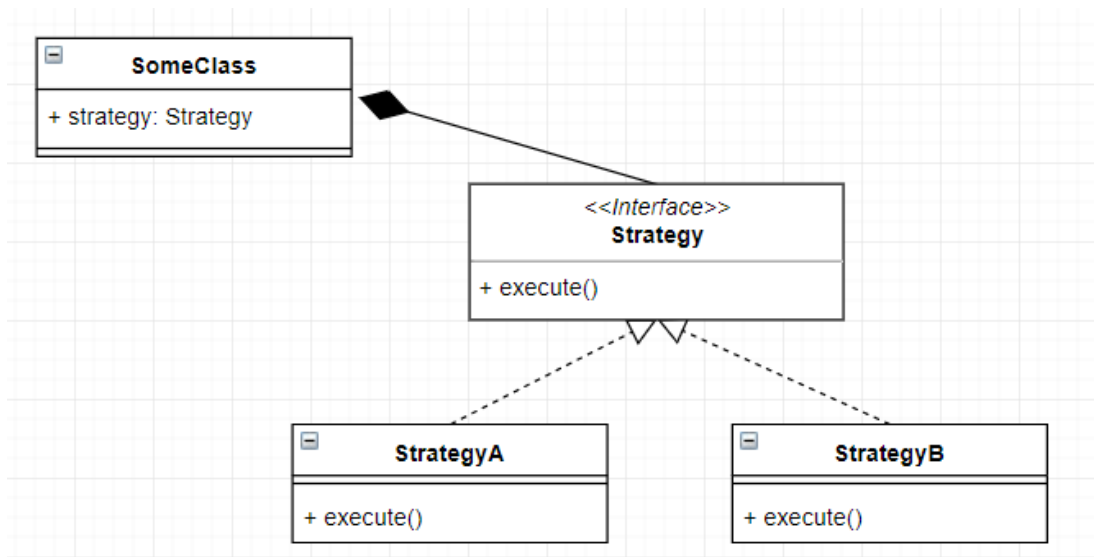 SomeClass
+ strategy: Strategy
<<Interface>>
Strategy
+ execute()
StrategyA
+ execute()
StrategyB
+ execute()